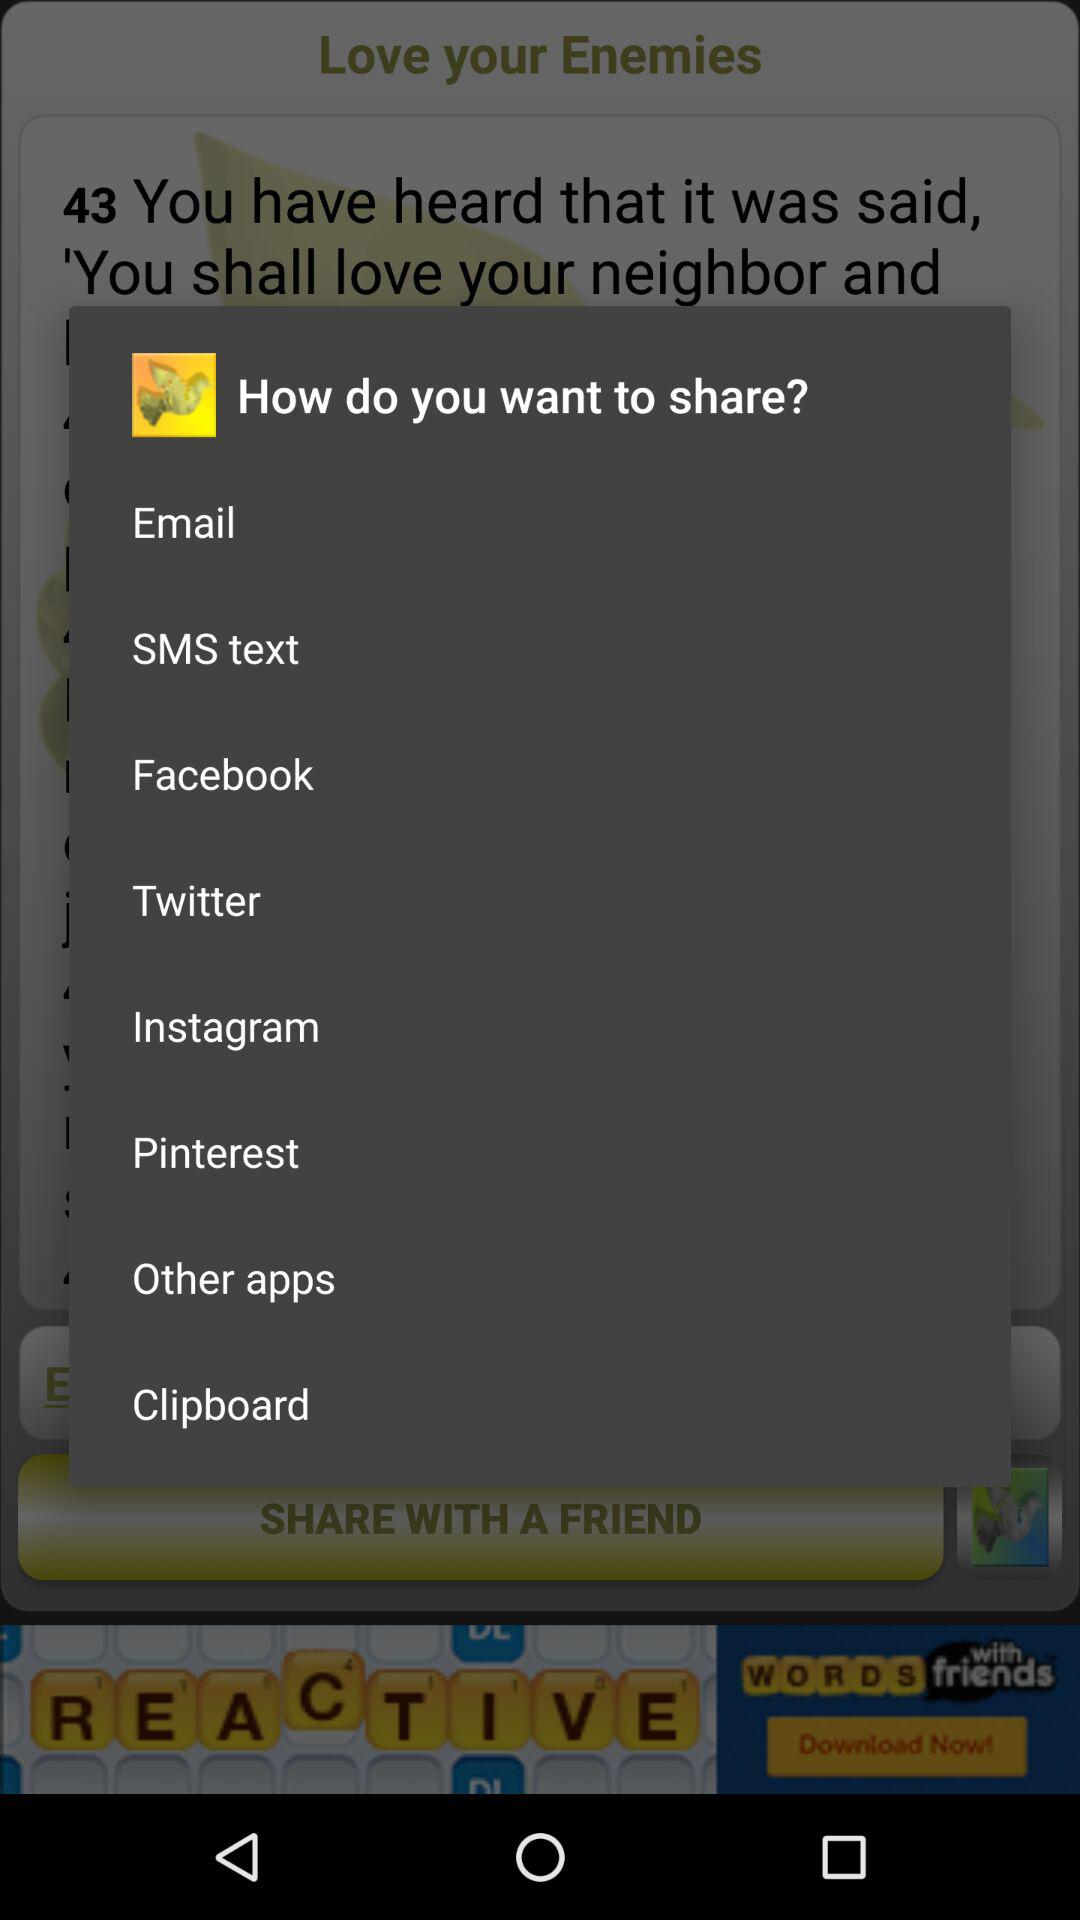 Love your Enemies
43 You have heard that it was said,
'You shall love your neighbor and
How do you want to share?
Email
SMS text
Facebook
Twitter
Instagram
Pinterest
Other apps
Clipboard
E
SHARE WITH A FRIEND
DL
REACTIVE
WORDS with friends
Download Now!
DL